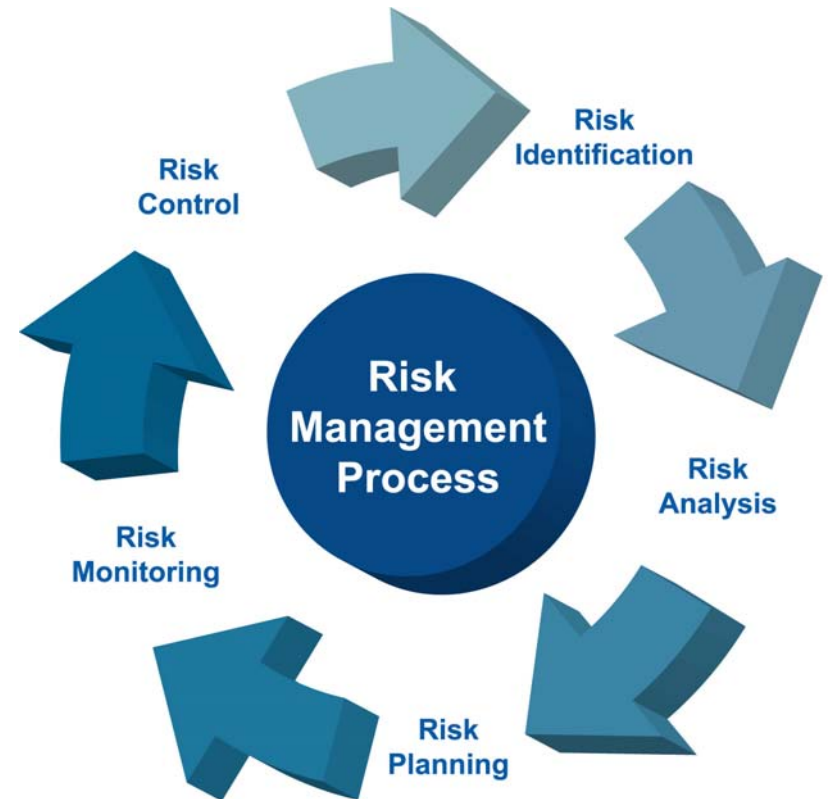 Risk
Identification
Risk
Analysis
Risk
Planning
Risk
Monitoring
Risk
Control
Risk
Management
Process